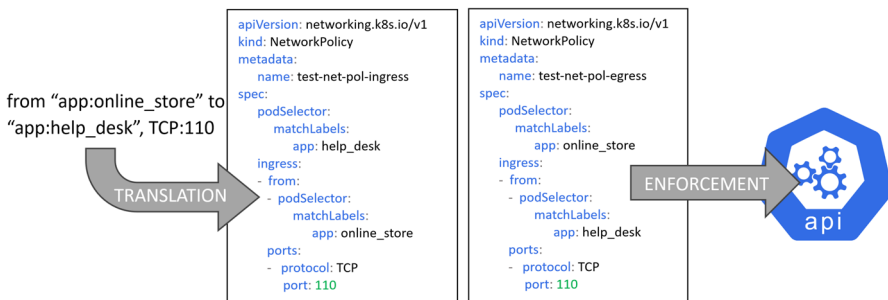 from “app:online_store” to
“app:help_desk”, TCP:110
TRANSLATION
apiVersion: networking.k8s.io/v1
kind: NetworkPolicy
metadata:
name: test-net-pol-ingress
spec:
podSelector:
matchLabels:
app: help_desk
ingress:
- from:
- podSelector:
matchLabels:
app: online_store
ports:
- protocol: TCP
port: 110
apiVersion: networking.k8s.io/v1
kind: NetworkPolicy
metadata:
name: test-net-pol-egress
spec:
podSelector:
matchLabels:
app: online_store
ingress:
- from:
- podSelector:
matchLabels:
app: help_desk
ports:
- protocol: TCP
port: 110
ENFORCEMENT
api